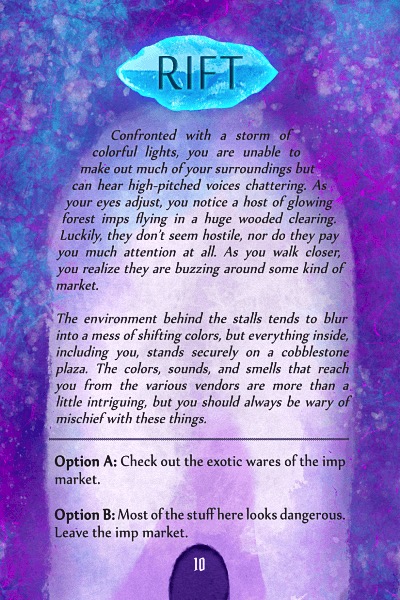 RIFT
Confronted with a storm of
colorful lights, you are unable to
make out much of your surroundings but
can hear high-pitched voices chattering. As
your eyes adjust, you notice a host of glowing
forest imps flying in a huge wooded clearing.
Luckily, they don't seem hostile, nor do they pay
you much attention at all. As you walk closer,
you realize they are buzzing around some kind of
market.
The environment behind the stalls tends to blur
into a mess of shifting colors, but everything inside,
including you, stands securely on a cobblestone
plaza. The colors, sounds, and smells that reach
you from the various vendors are more than a
little intriguing, but you should always be wary of
mischief with these things.
Option A: Check out the exotic wares of the imp
market.
Option B: Most of the stuff here looks dangerous.
Leave the imp market.
10